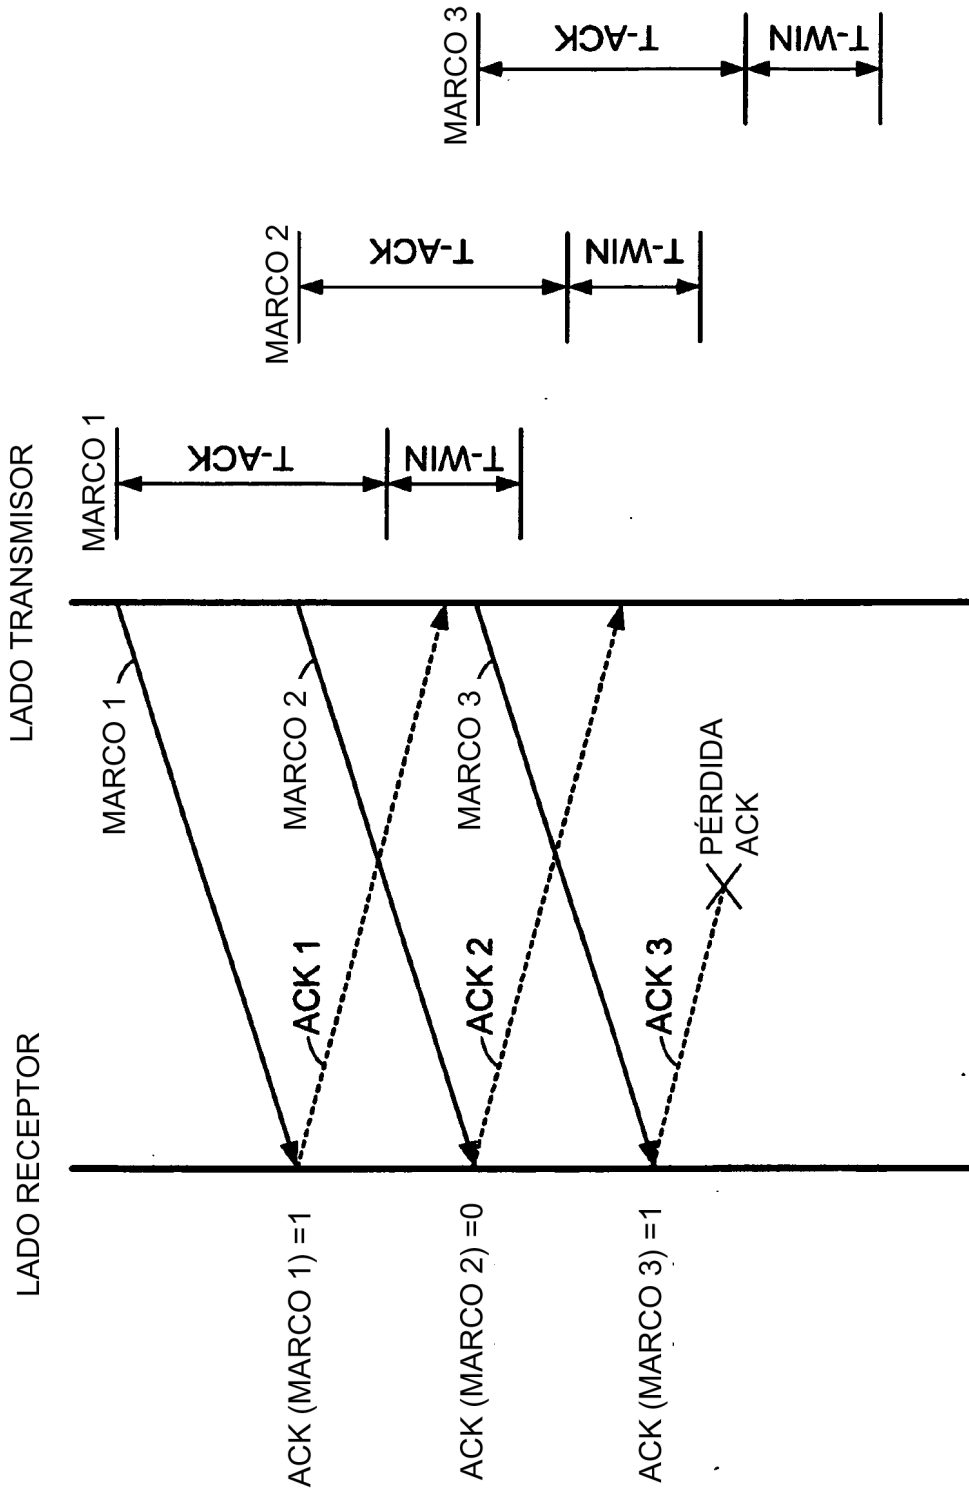 LADO TRANSMISOR
LADO RECEPTOR
MARCO 1
MARCO 2
MARCO 3
T-ACK
T-WIN
T-ACK
T-WIN
T-ACK
T-WIN
MARCO 1
MARCO 2
MARCO 3
ACK 1
ACK 2
ACK 3
PÉRDIDA
ACK
ACK (MARCO 1) =1
ACK (MARCO 2) =0
ACK (MARCO 3) =1